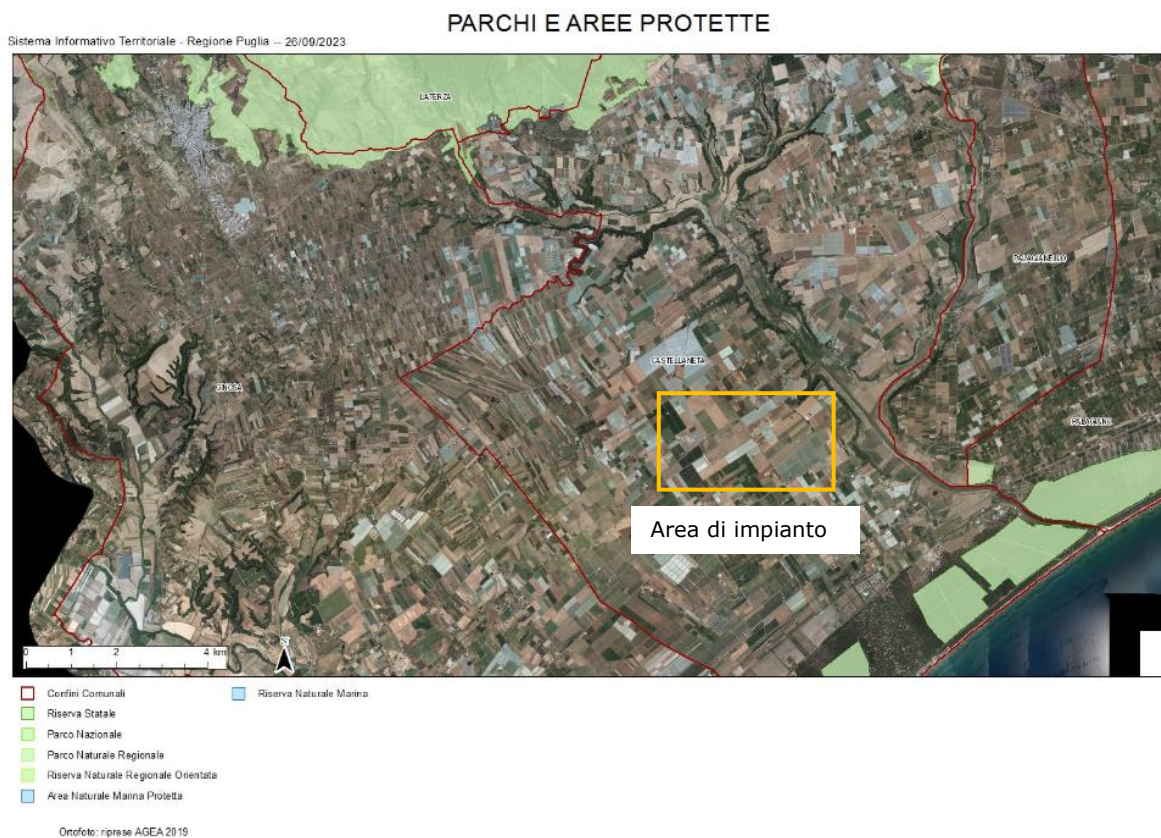 PARCHI E AREE PROTETTE
Sistema Informativo Territoriale - Regione Puglia -- 26/09/2023
LATERZA
PALAGIANELLO
CASTELLANETA
GINOSA
PALAGIANO
Area di impianto
N
0 1 2 4 km
Confini Comunali
Riserva Statale
Parco Nazionale
Parco Naturale Regionale
Riserva Naturale Regionale Orientata
Area Naturale Marina Protetta
Riserva Naturale Marina
Ortofoto: riprese AGEA 2019